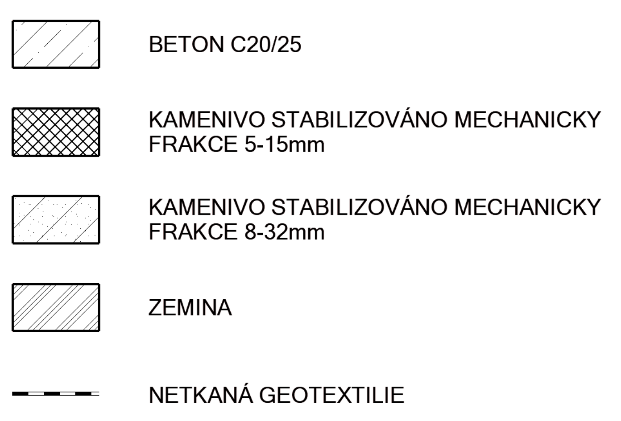 BETON C20/25
KAMENIVO STABILIZOVÁNO MECHANICKY
FRAKCE 5-15mm
KAMENIVO STABILIZOVÁNO MECHANICKY
FRAKCE 8-32mm
ZEMINA
NETKANÁ GEOTEXTILIE